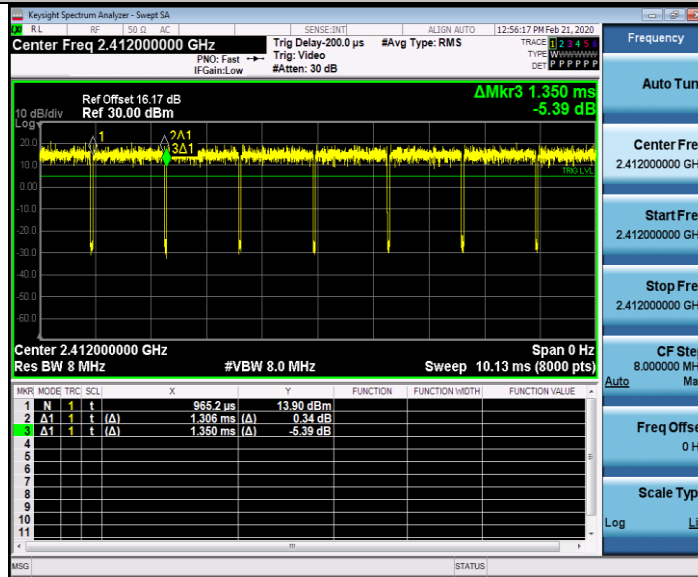 Keysight Spectrum Analyzer - Swept SA
RL RF 50 Ω AC SENSE:INT ALIGN AUTO 12:56:17 PM Feb 21, 2020
Center Freq 2.412000000 GHz
PNO: Fast
IFGain:Low
Trig Delay-200.0 µs
Trig: Video
#Atten: 30 dB
#Avg Type: RMS
TRACE 1 2 3 4 5 6
TYPE WWWWWW
DET P P P P P P
ΔMkr3 1.350 ms
-5.39 dB
Ref Offset 16.17 dB
10 dB/div Ref 30.00 dBm
Log
1
2Δ1
3Δ1
20.0
10.0
TRIG LVL
0.00
-10.0
-20.0
-30.0
-40.0
-50.0
-60.0
Center 2.412000000 GHz Span 0 Hz
Res BW 8 MHz #VBW 8.0 MHz Sweep 10.13 ms (8000 pts)
MKR MODE TRC SCL X Y FUNCTION FUNCTION WIDTH FUNCTION VALUE
1 N 1 t 965.2 µs 13.90 dBm
2 Δ1 1 t (Δ) 1.306 ms (Δ) 0.34 dB
3 Δ1 1 t (Δ) 1.350 ms (Δ) -5.39 dB
4
5
6
7
8
9
10
11
MSG STATUS
Frequency
Auto Tun
Center Fre
2.412000000 GH
Start Fre
2.412000000 GH
Stop Fre
2.412000000 GH
CF Ste
8.000000 MH
Auto Ma
Freq Offse
0 H
Scale Typ
Log Li